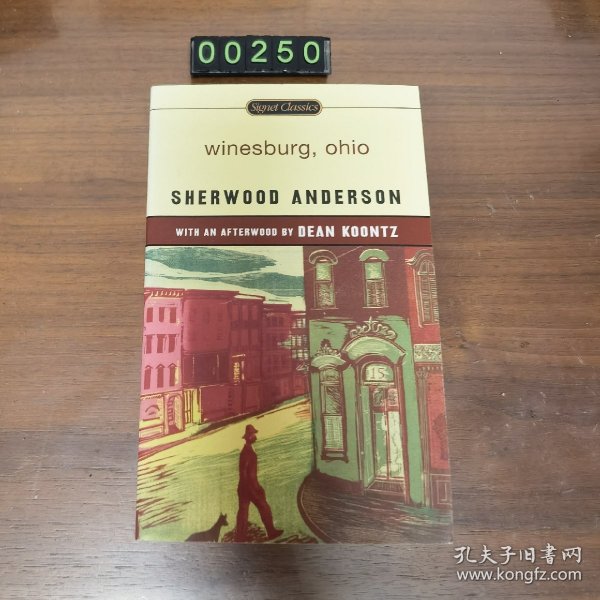 00250
Signet Classics
winesburg, ohio
SHERWOOD ANDERSON
WITH AN AFTERWOOD BY DEAN KOONTZ
15
孔夫子旧书网
www.kongfz.com